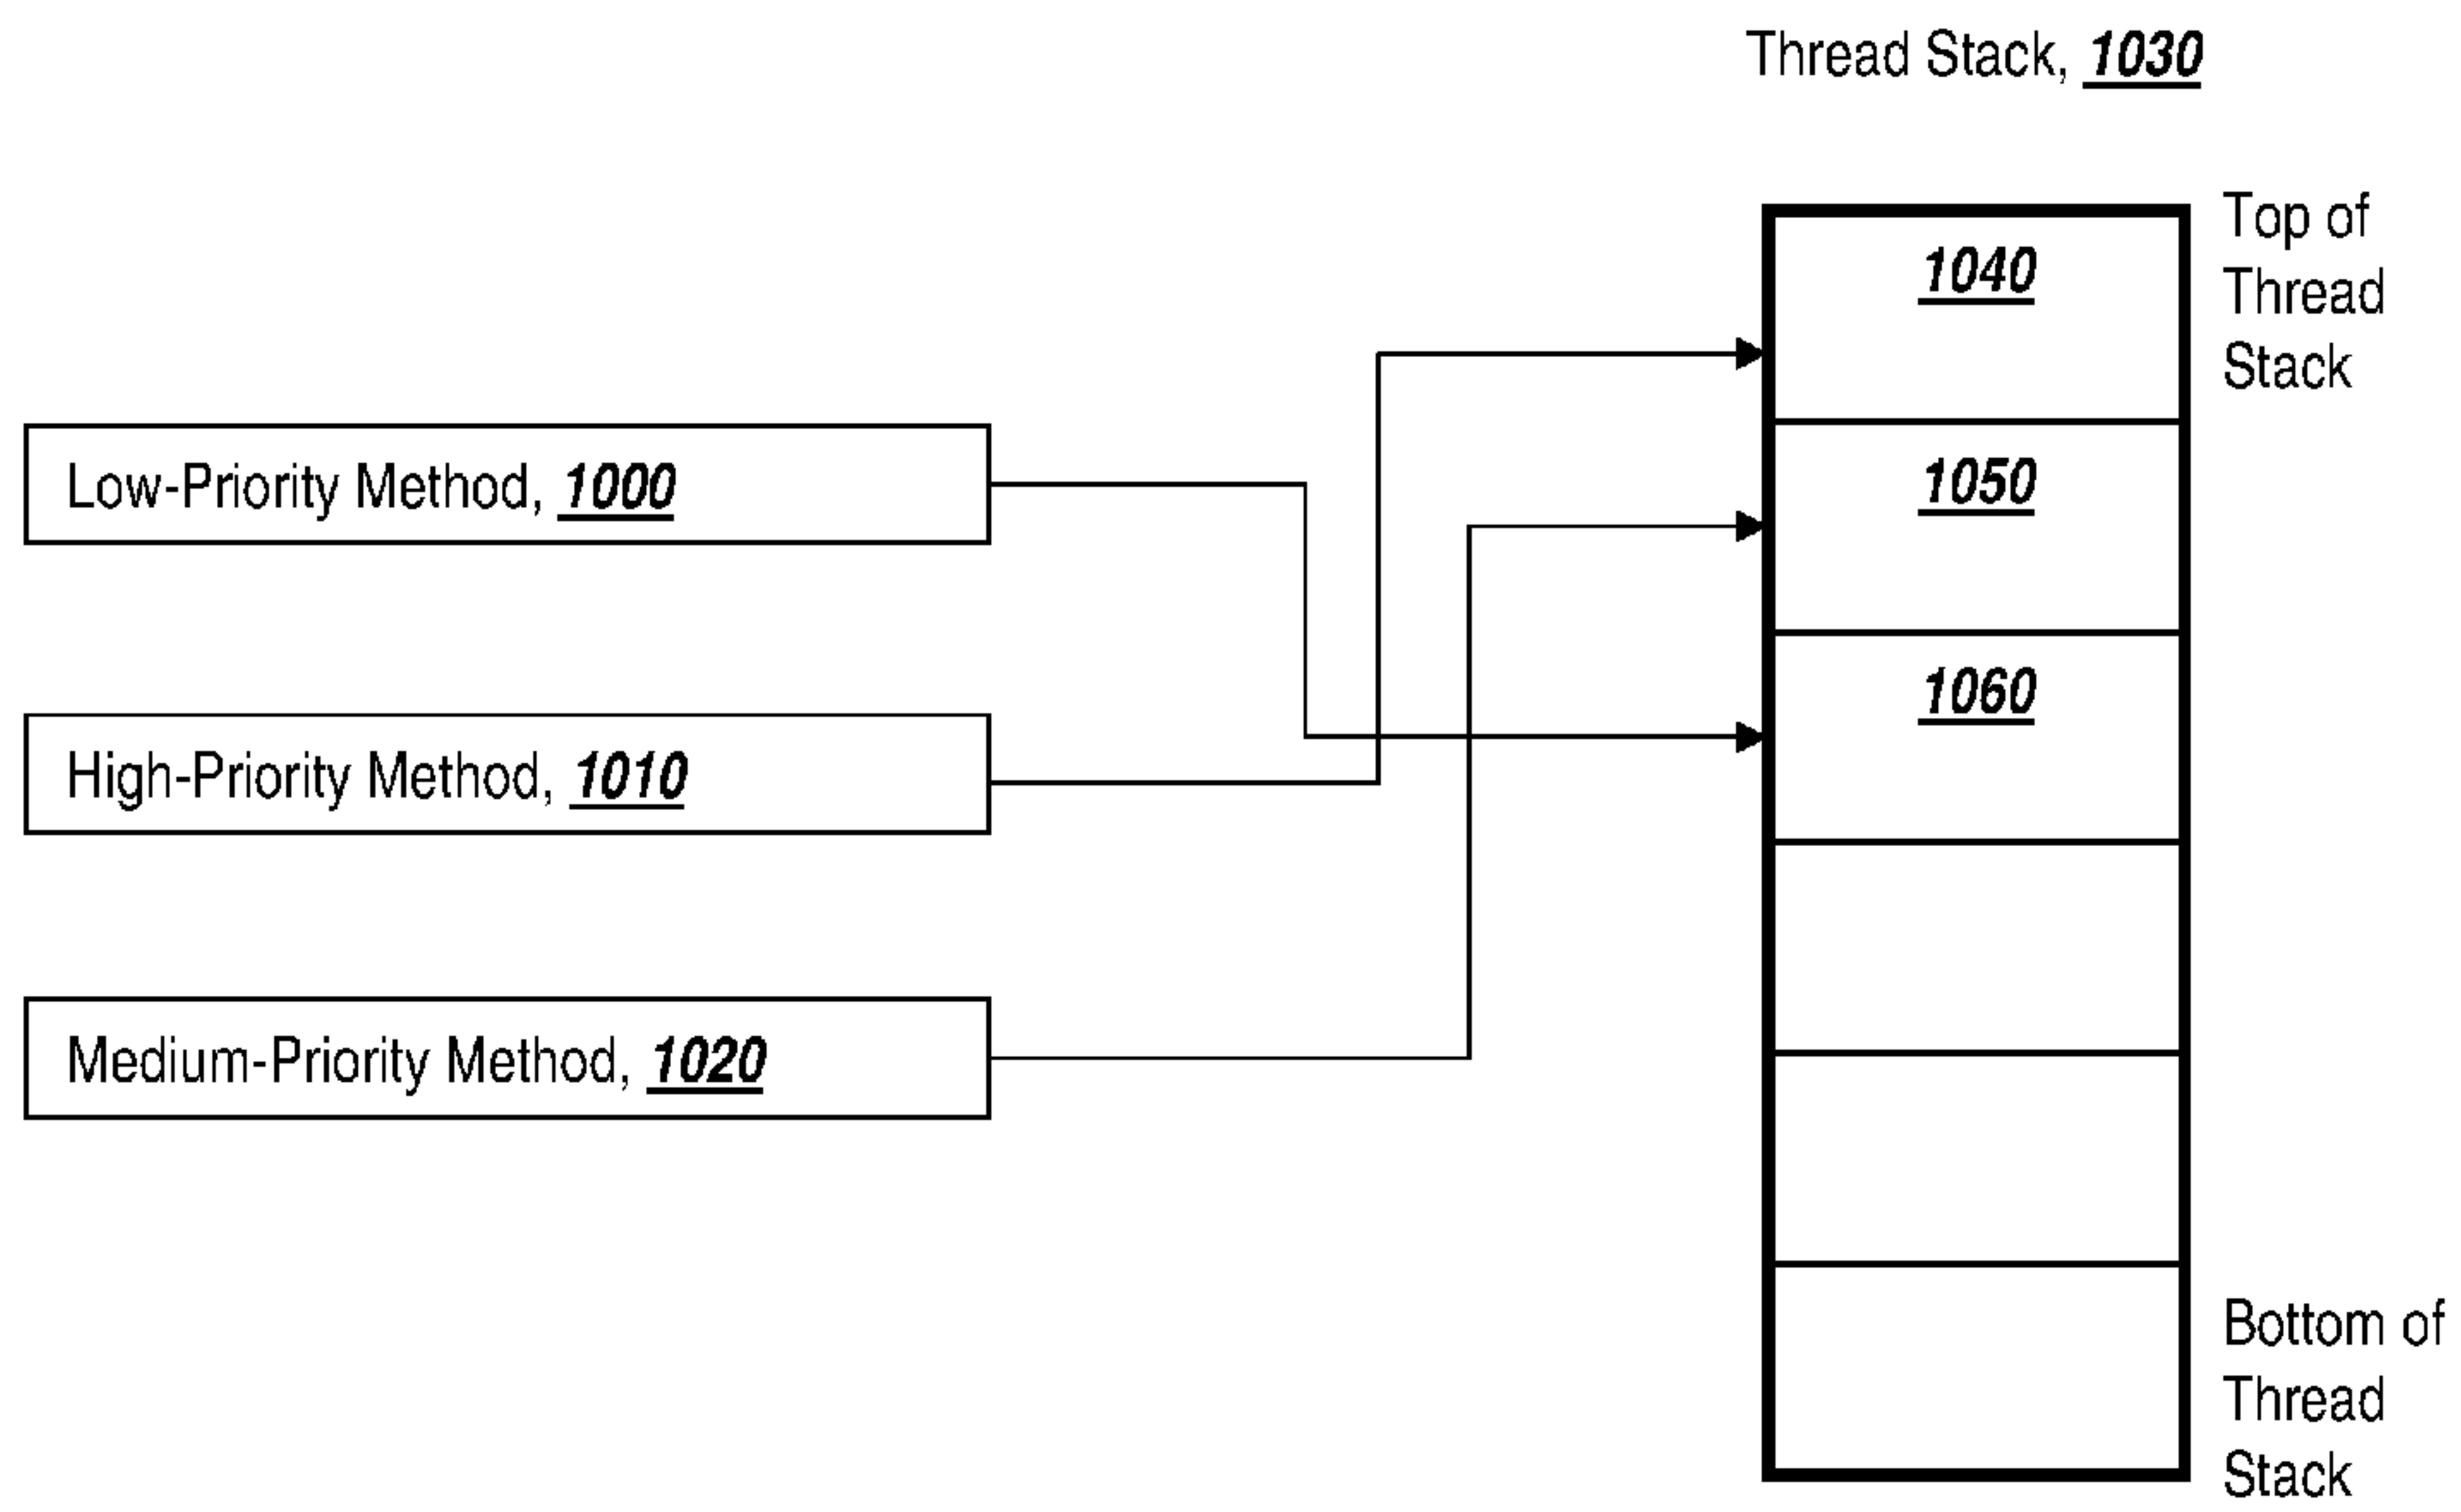 Thread Stack, 1030
Top of
Thread
Stack
1040
Low-Priority Method, 1000
1050
1060
High-Priority Method, 1010
Medium-Priority Method, 1020
Bottom of
Thread
Stack